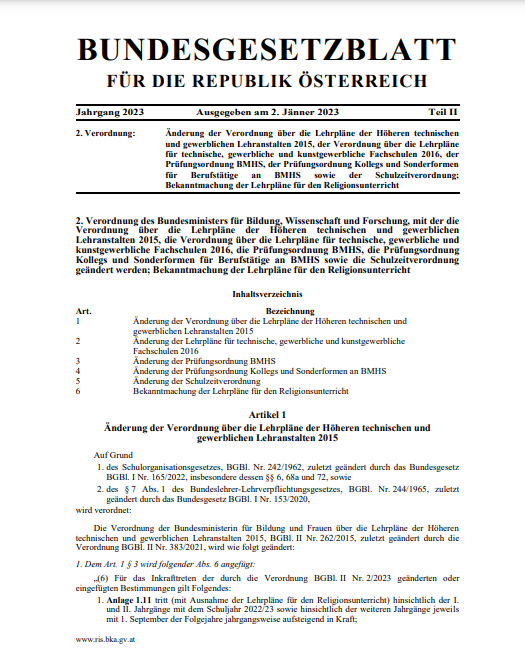 BUNDESGESETZBLATT
FÜR DIE REPUBLIK ÖSTERREICH
Jahrgang 2023 Ausgegeben am 2. Jänner 2023 Teil II
2. Verordnung: Änderung der Verordnung über die Lehrpläne der Höheren technischen
und gewerblichen Lehranstalten 2015, der Verordnung über die Lehrpläne
für technische, gewerbliche und kunstgewerbliche Fachschulen 2016, der
Prüfungsordnung BMHS, der Prüfungsordnung Kollegs und Sonderformen
für Berufstätige an BMHS sowie der Schulzeitverordnung;
Bekanntmachung der Lehrpläne für den Religionsunterricht
2. Verordnung des Bundesministers für Bildung, Wissenschaft und Forschung, mit der die
Verordnung über die Lehrpläne der Höheren technischen und gewerblichen
Lehranstalten 2015, die Verordnung über die Lehrpläne für technische, gewerbliche und
kunstgewerbliche Fachschulen 2016, die Prüfungsordnung BMHS, die Prüfungsordnung
Kollegs und Sonderformen für Berufstätige an BMHS sowie die Schulzeitverordnung
geändert werden; Bekanntmachung der Lehrpläne für den Religionsunterricht
Inhaltsverzeichnis
Art. Bezeichnung
1 Änderung der Verordnung über die Lehrpläne der Höheren technischen und
gewerblichen Lehranstalten 2015
2 Änderung der Lehrpläne für technische, gewerbliche und kunstgewerbliche
Fachschulen 2016
3 Änderung der Prüfungsordnung BMHS
4 Änderung der Prüfungsordnung Kollegs und Sonderformen an BMHS
5 Änderung der Schulzeitverordnung
6 Bekanntmachung der Lehrpläne für den Religionsunterricht
Artikel 1
Änderung der Verordnung über die Lehrpläne der Höheren technischen und
gewerblichen Lehranstalten 2015
Auf Grund
1. des Schulorganisationsgesetzes, BGBl. Nr. 242/1962, zuletzt geändert durch das Bundesgesetz
BGBl. I Nr. 165/2022, insbesondere dessen §§ 6, 68a und 72, sowie
2. des § 7 Abs. 1 des Bundeslehrer-Lehrverpflichtungsgesetzes, BGBl. Nr. 244/1965, zuletzt
geändert durch das Bundesgesetz BGBl. I Nr. 153/2020,
wird verordnet:
Die Verordnung der Bundesministerin für Bildung und Frauen über die Lehrpläne der Höheren
technischen und gewerblichen Lehranstalten 2015, BGBl. II Nr. 262/2015, zuletzt geändert durch die
Verordnung BGBl. II Nr. 383/2021, wird wie folgt geändert:
1. Dem Art. 1 § 3 wird folgender Abs. 6 angefügt:
„(6) Für das Inkrafttreten der durch die Verordnung BGBl. II Nr. 2/2023 geänderten oder
eingefügten Bestimmungen gilt Folgendes:
1. Anlage 1.11 tritt (mit Ausnahme der Lehrpläne für den Religionsunterricht) hinsichtlich der I.
und II. Jahrgänge mit dem Schuljahr 2022/23 sowie hinsichtlich der weiteren Jahrgänge jeweils
mit 1. September der Folgejahre jahrgangsweise aufsteigend in Kraft;
www.ris.bka.gv.at